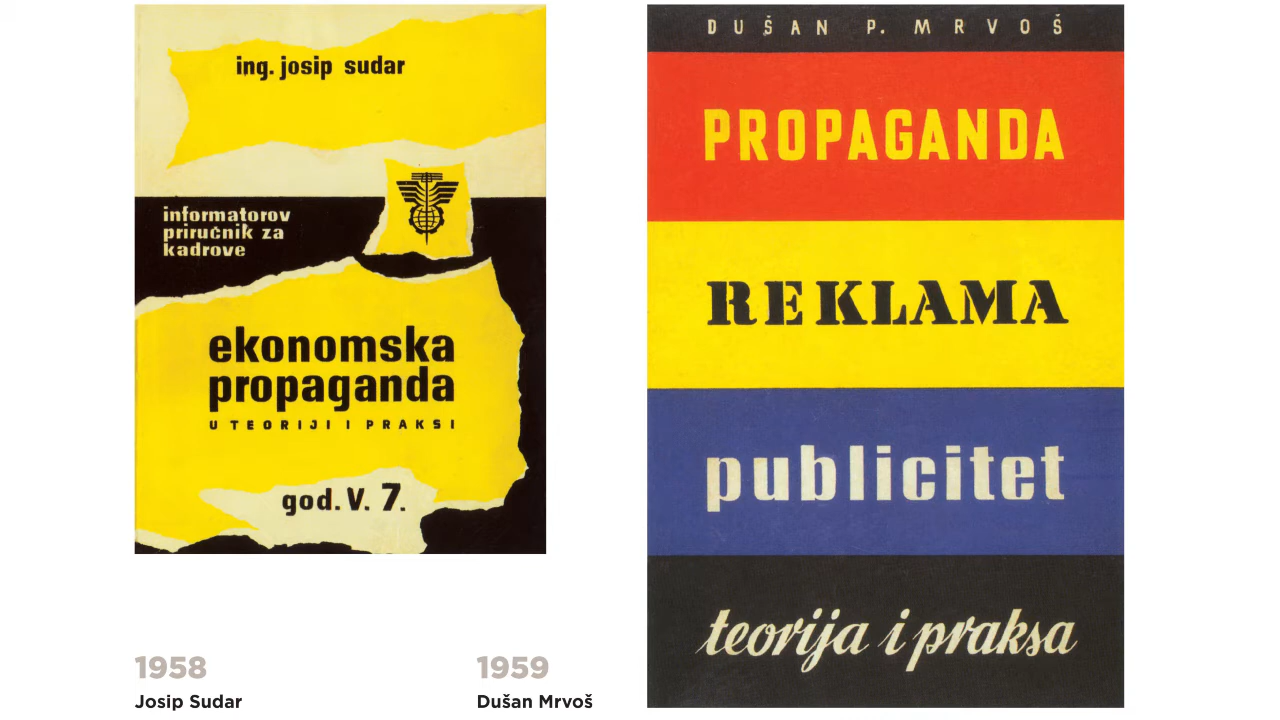 ing. josip sudar
informatorov
priručnik za
kadrove
ekonomska
propaganda
U TEORIJI I PRAKSI
god. V. 7.
1958
Josip Sudar
DUŠAN P. MRVOŠ
PROPAGANDA
REKLAMA
publicitet
teorija i praksa
1959
Dušan Mrvoš